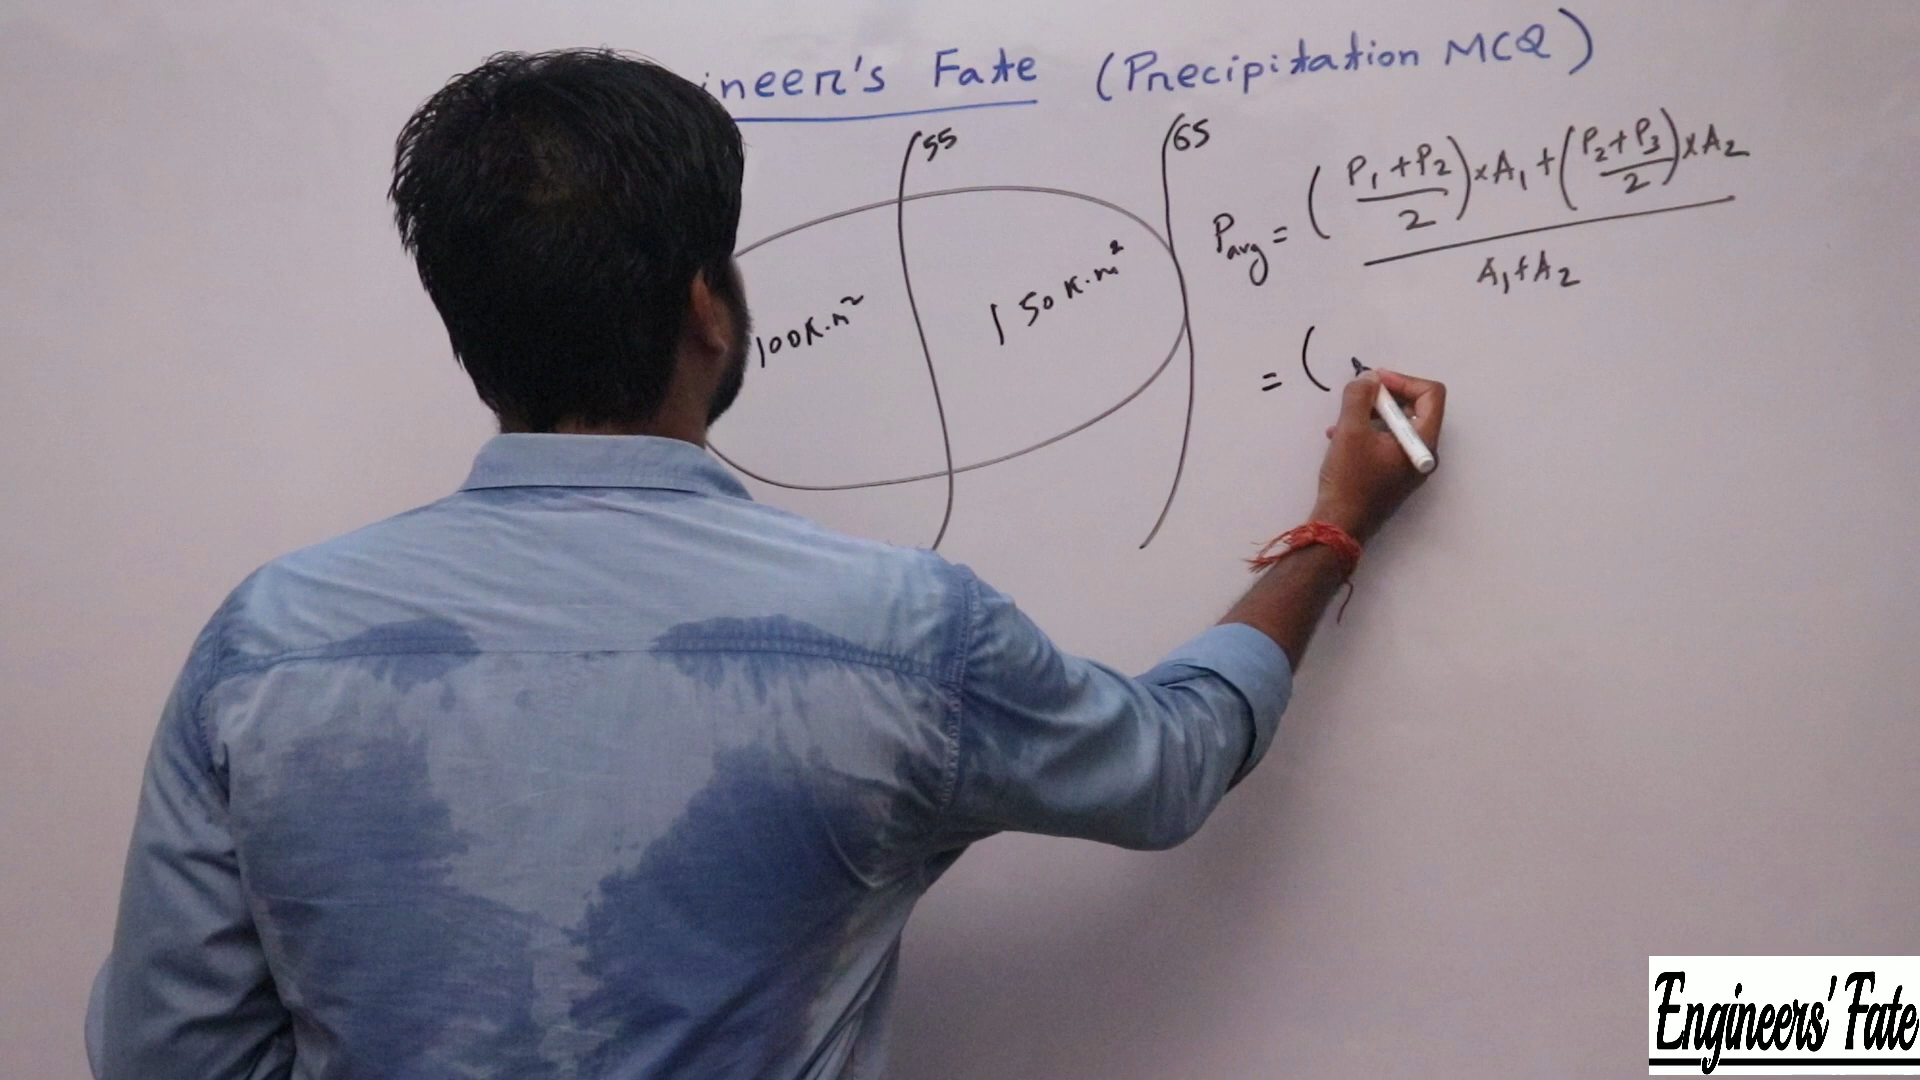 ineer's Fate (Precipitation MCQ)
55
65
100 K.m²
150 K.m²
Pavg = (P₁+P₂/2)×A₁+(P₂+P₃/2)×A₂
A₁+A₂
= (
Engineers' Fate